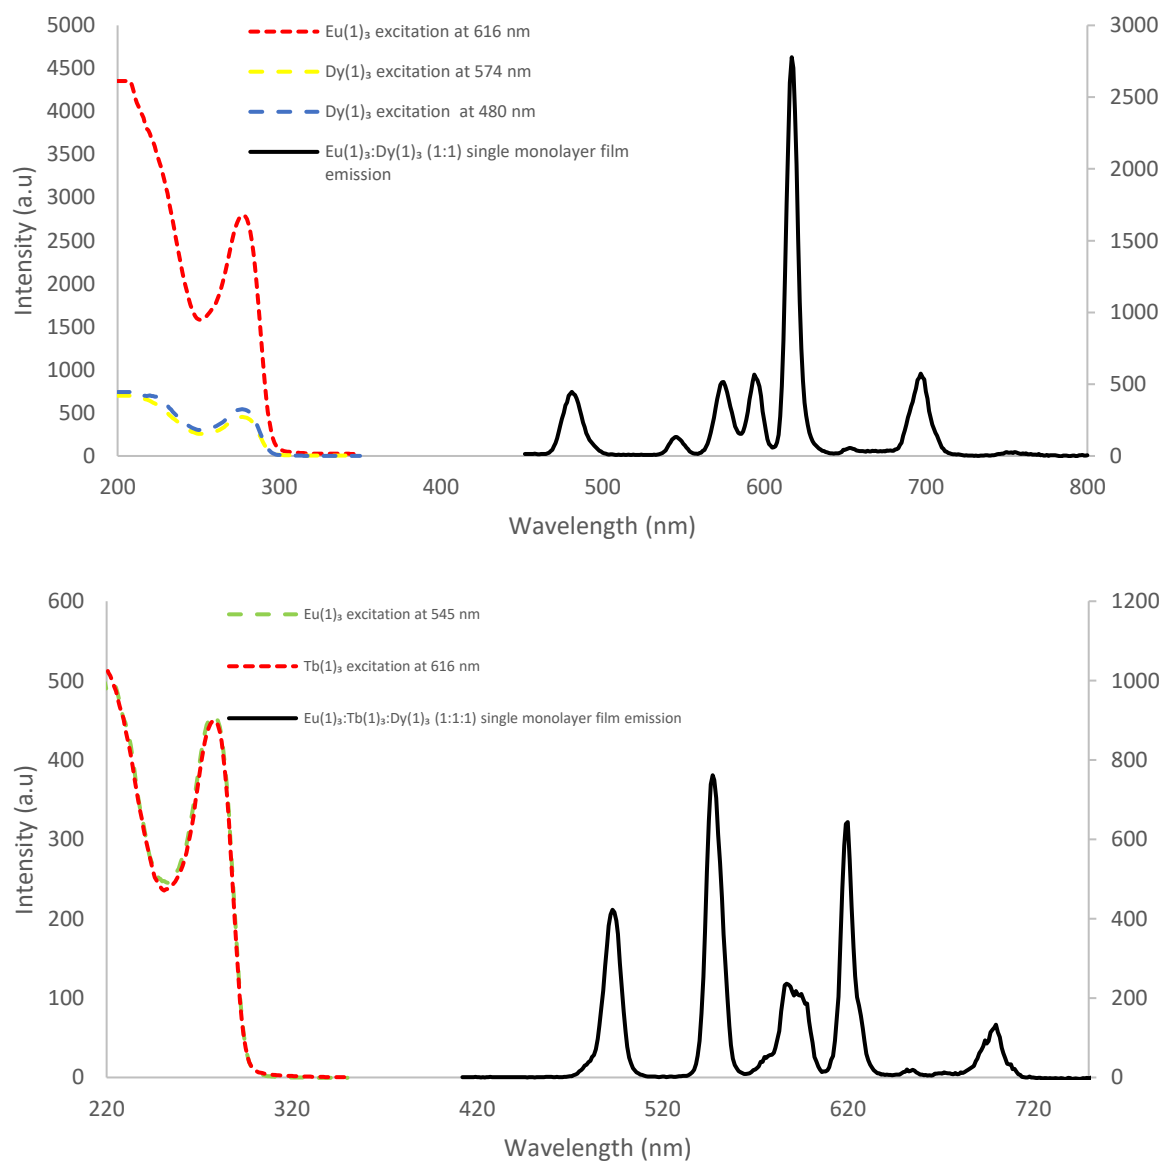 5000
4500
4000
3500
3000
2500
2000
1500
1000
500
0
Intensity (a.u)
Eu(1)₃ excitation at 616 nm
Dy(1)₃ excitation at 574 nm
Dy(1)₃ excitation at 480 nm
Eu(1)₃:Dy(1)₃ (1:1) single monolayer film
emission
3000
2500
2000
1500
1000
500
0
200 300 400 500 600 700 800
Wavelength (nm)
600
500
400
300
200
100
0
Intensity (a.u)
Eu(1)₃ excitation at 545 nm
Tb(1)₃ excitation at 616 nm
Eu(1)₃:Tb(1)₃:Dy(1)₃ (1:1:1) single monolayer film emission
1200
1000
800
600
400
200
0
220 320 420 520 620 720
Wavelength (nm)